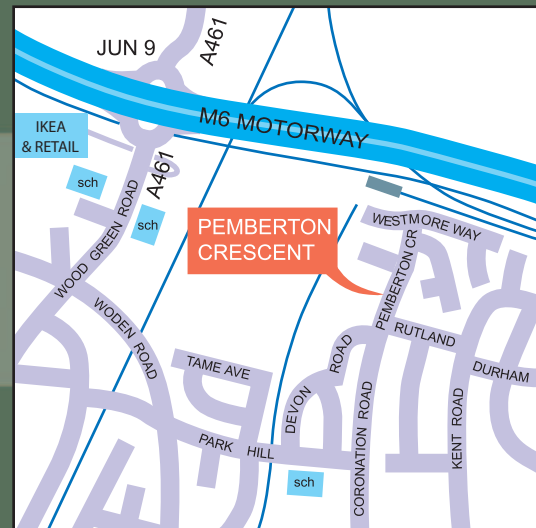 JUN 9
A461
M6 MOTORWAY
IKEA
& RETAIL
A461
sch
sch
WOOD GREEN ROAD
PEMBERTON
CRESCENT
WESTMORE WAY
PEMBERTON CR
WODEN ROAD
RUTLAND
DURHAM
TAME AVE
DEVON ROAD
CORONATION ROAD
KENT ROAD
PARK HILL
sch